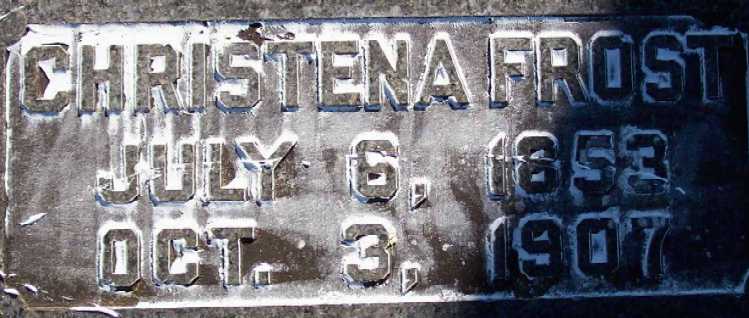 CHRISTENA FROST
JULY 6, 1853
OCT. 3, 1907